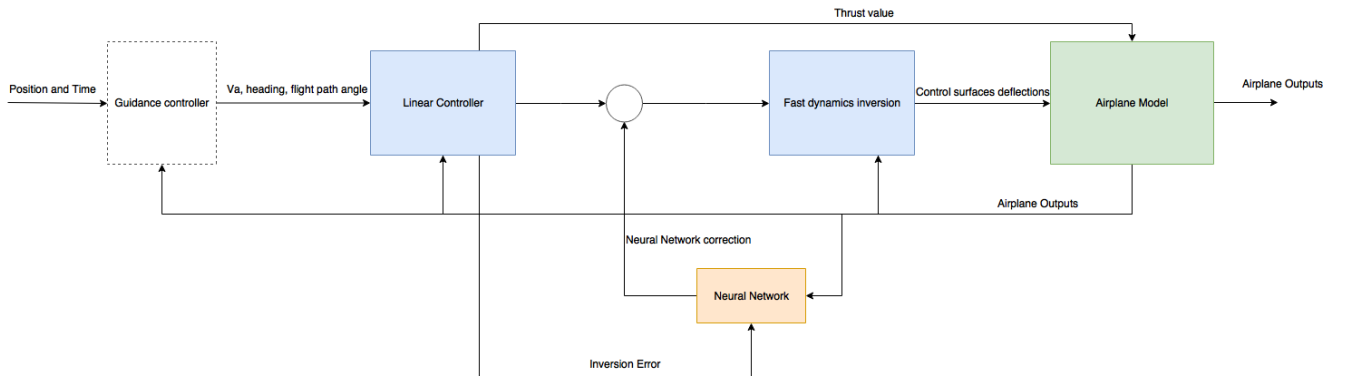 Thrust value
Position and Time
Guidance controller
Va, heading, flight path angle
Linear Controller
Fast dynamics inversion
Control surfaces deflections
Airplane Model
Airplane Outputs
Airplane Outputs
Neural Network correction
Neural Network
Inversion Error